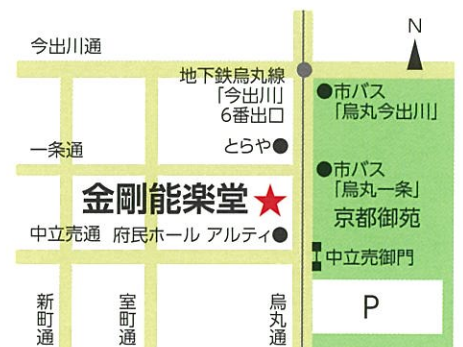 N
今出川通
地下鉄烏丸線
「今出川」
6番出口
●市バス
「烏丸今出川」
とらや●
一条通
●市バス
「烏丸一条」
金剛能楽堂★
京都御苑
中立売通
府民ホール アルティ●
中立売御門
新町通
室町通
烏丸通
P